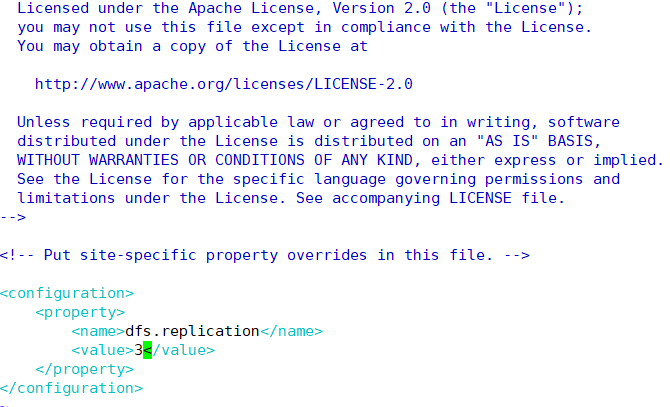 Licensed under the Apache License, Version 2.0 (the "License");
you may not use this file except in compliance with the License.
You may obtain a copy of the License at
http://www.apache.org/licenses/LICENSE-2.0
Unless required by applicable law or agreed to in writing, software
distributed under the License is distributed on an "AS IS" BASIS,
WITHOUT WARRANTIES OR CONDITIONS OF ANY KIND, either express or implied.
See the License for the specific language governing permissions and
limitations under the License. See accompanying LICENSE file.
-->
<!-- Put site-specific property overrides in this file. -->
<configuration>
<property>
<name>dfs.replication</name>
<value>3</value>
</property>
</configuration>